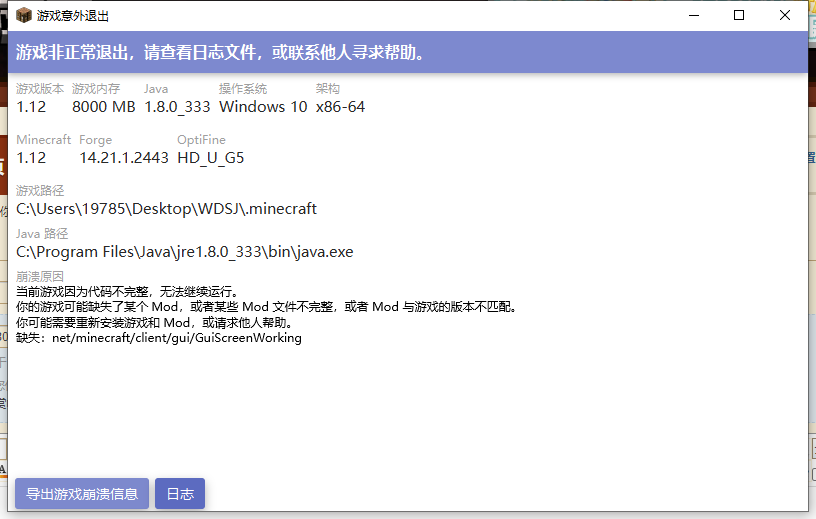 游戏意外退出
游戏非正常退出，请查看日志文件，或联系他人寻求帮助。
游戏版本 游戏内存 Java 操作系统 架构
1.12 8000 MB 1.8.0_333 Windows 10 x86-64
Minecraft Forge OptiFine
1.12 14.21.1.2443 HD_U_G5
游戏路径
C:\Users\19785\Desktop\WDSJ\.minecraft
Java 路径
C:\Program Files\Java\jre1.8.0_333\bin\java.exe
崩溃原因
当前游戏因为代码不完整，无法继续运行。
你的游戏可能缺失了某个 Mod，或者某些 Mod 文件不完整，或者 Mod 与游戏的版本不匹配。
你可能需要重新安装游戏和 Mod，或请求他人帮助。
缺失：net/minecraft/client/gui/GuiScreenWorking
导出游戏崩溃信息 日志